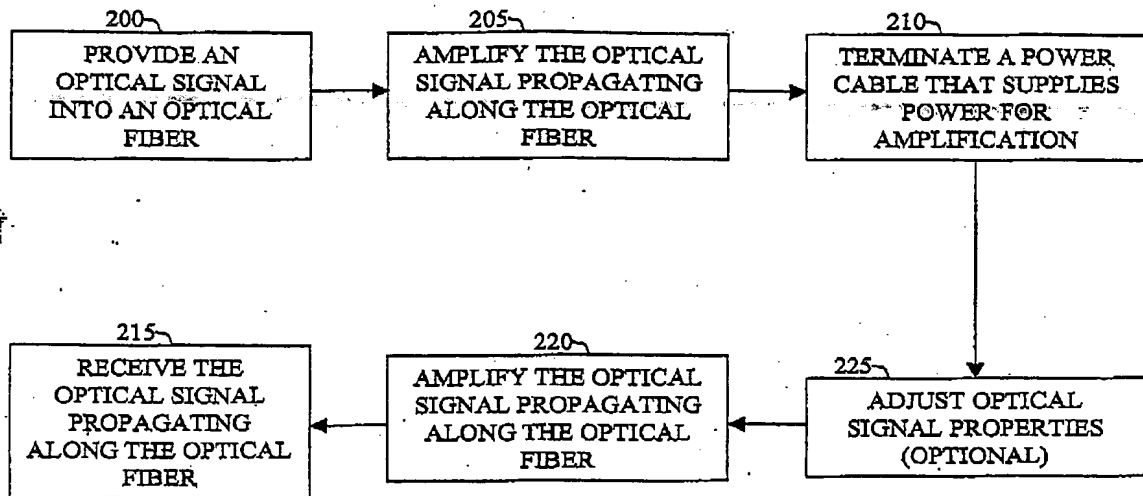 200
PROVIDE AN
OPTICAL SIGNAL
INTO AN OPTICAL
FIBER
205
AMPLIFY THE OPTICAL
SIGNAL PROPAGATING
ALONG THE OPTICAL
FIBER
210
TERMINATE A POWER
CABLE THAT SUPPLIES
POWER FOR
AMPLIFICATION
225
ADJUST OPTICAL
SIGNAL PROPERTIES
(OPTIONAL)
220
AMPLIFY THE OPTICAL
SIGNAL PROPAGATING
ALONG THE OPTICAL
FIBER
215
RECEIVE THE
OPTICAL SIGNAL
PROPAGATING
ALONG THE OPTICAL
FIBER